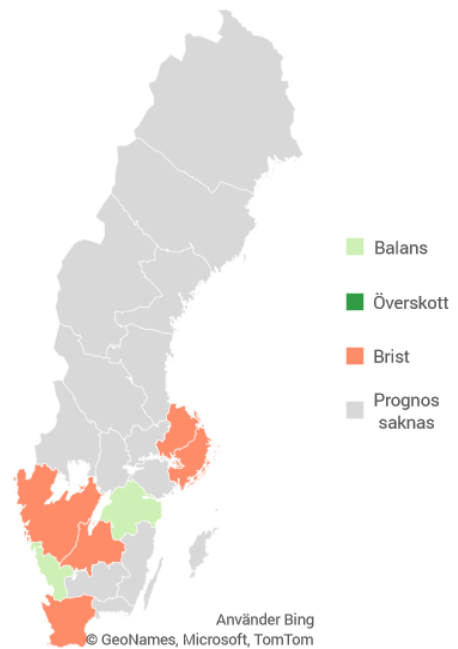 Balans
Överskott
Brist
Prognos
saknas
Använder Bing
© GeoNames, Microsoft, TomTom